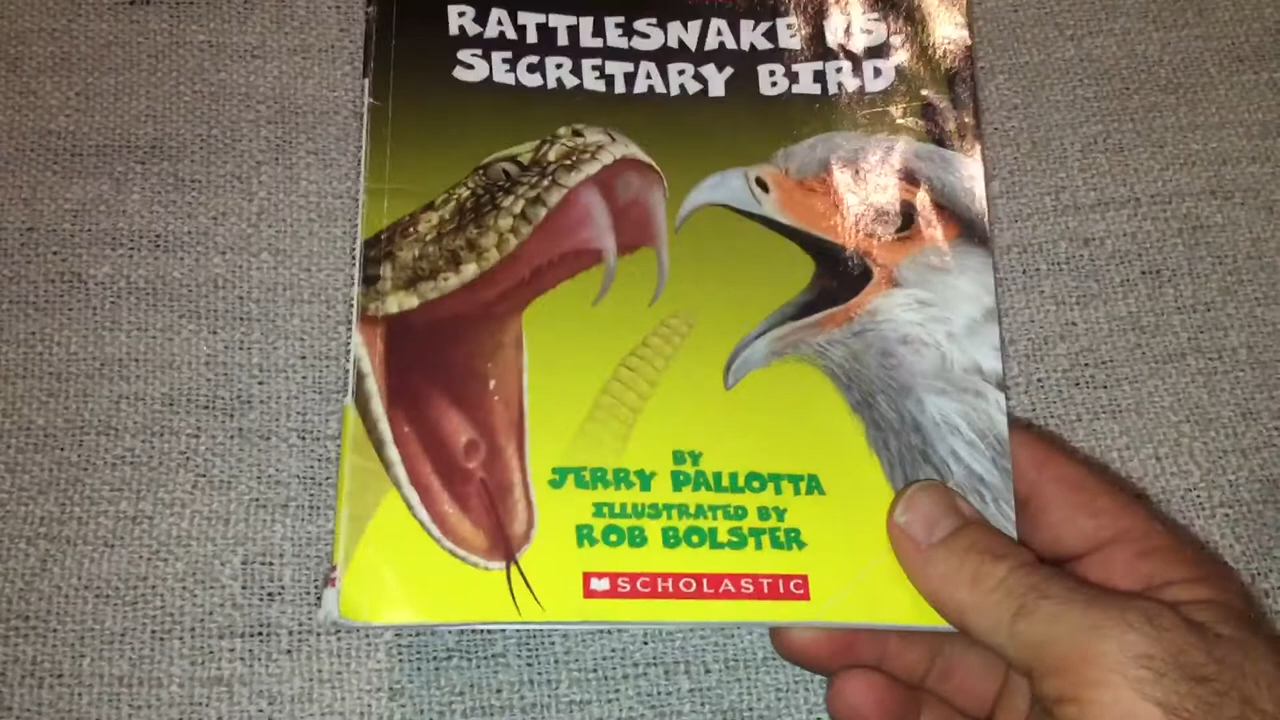 RATTLESNAKE VS.
SECRETARY BIRD
BY
JERRY PALLOTTA
ILLUSTRATED BY
ROB BOLSTER
SCHOLASTIC